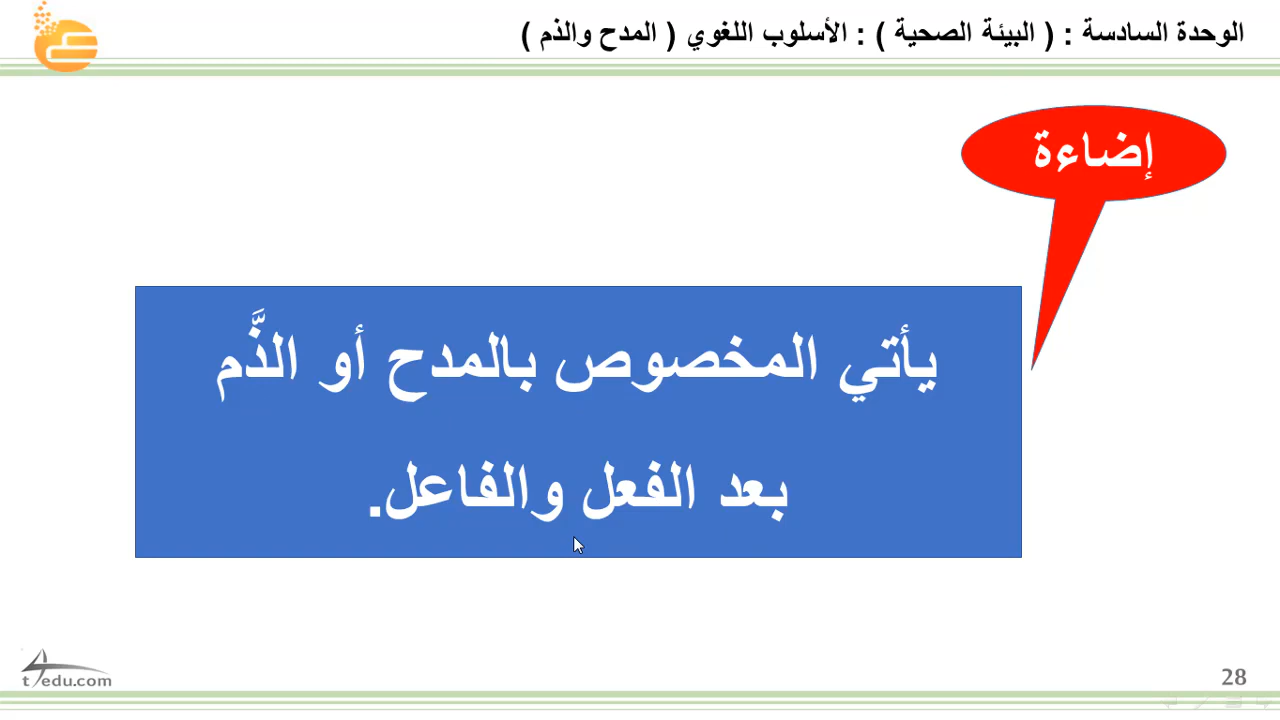 الوحدة السادسة : ( البيئة الصحية ) : الأسلوب اللغوي ( المدح والذم )
إضاءة
يأتي المخصوص بالمدح أو الذَّم
بعد الفعل والفاعل.
t4edu.com
28